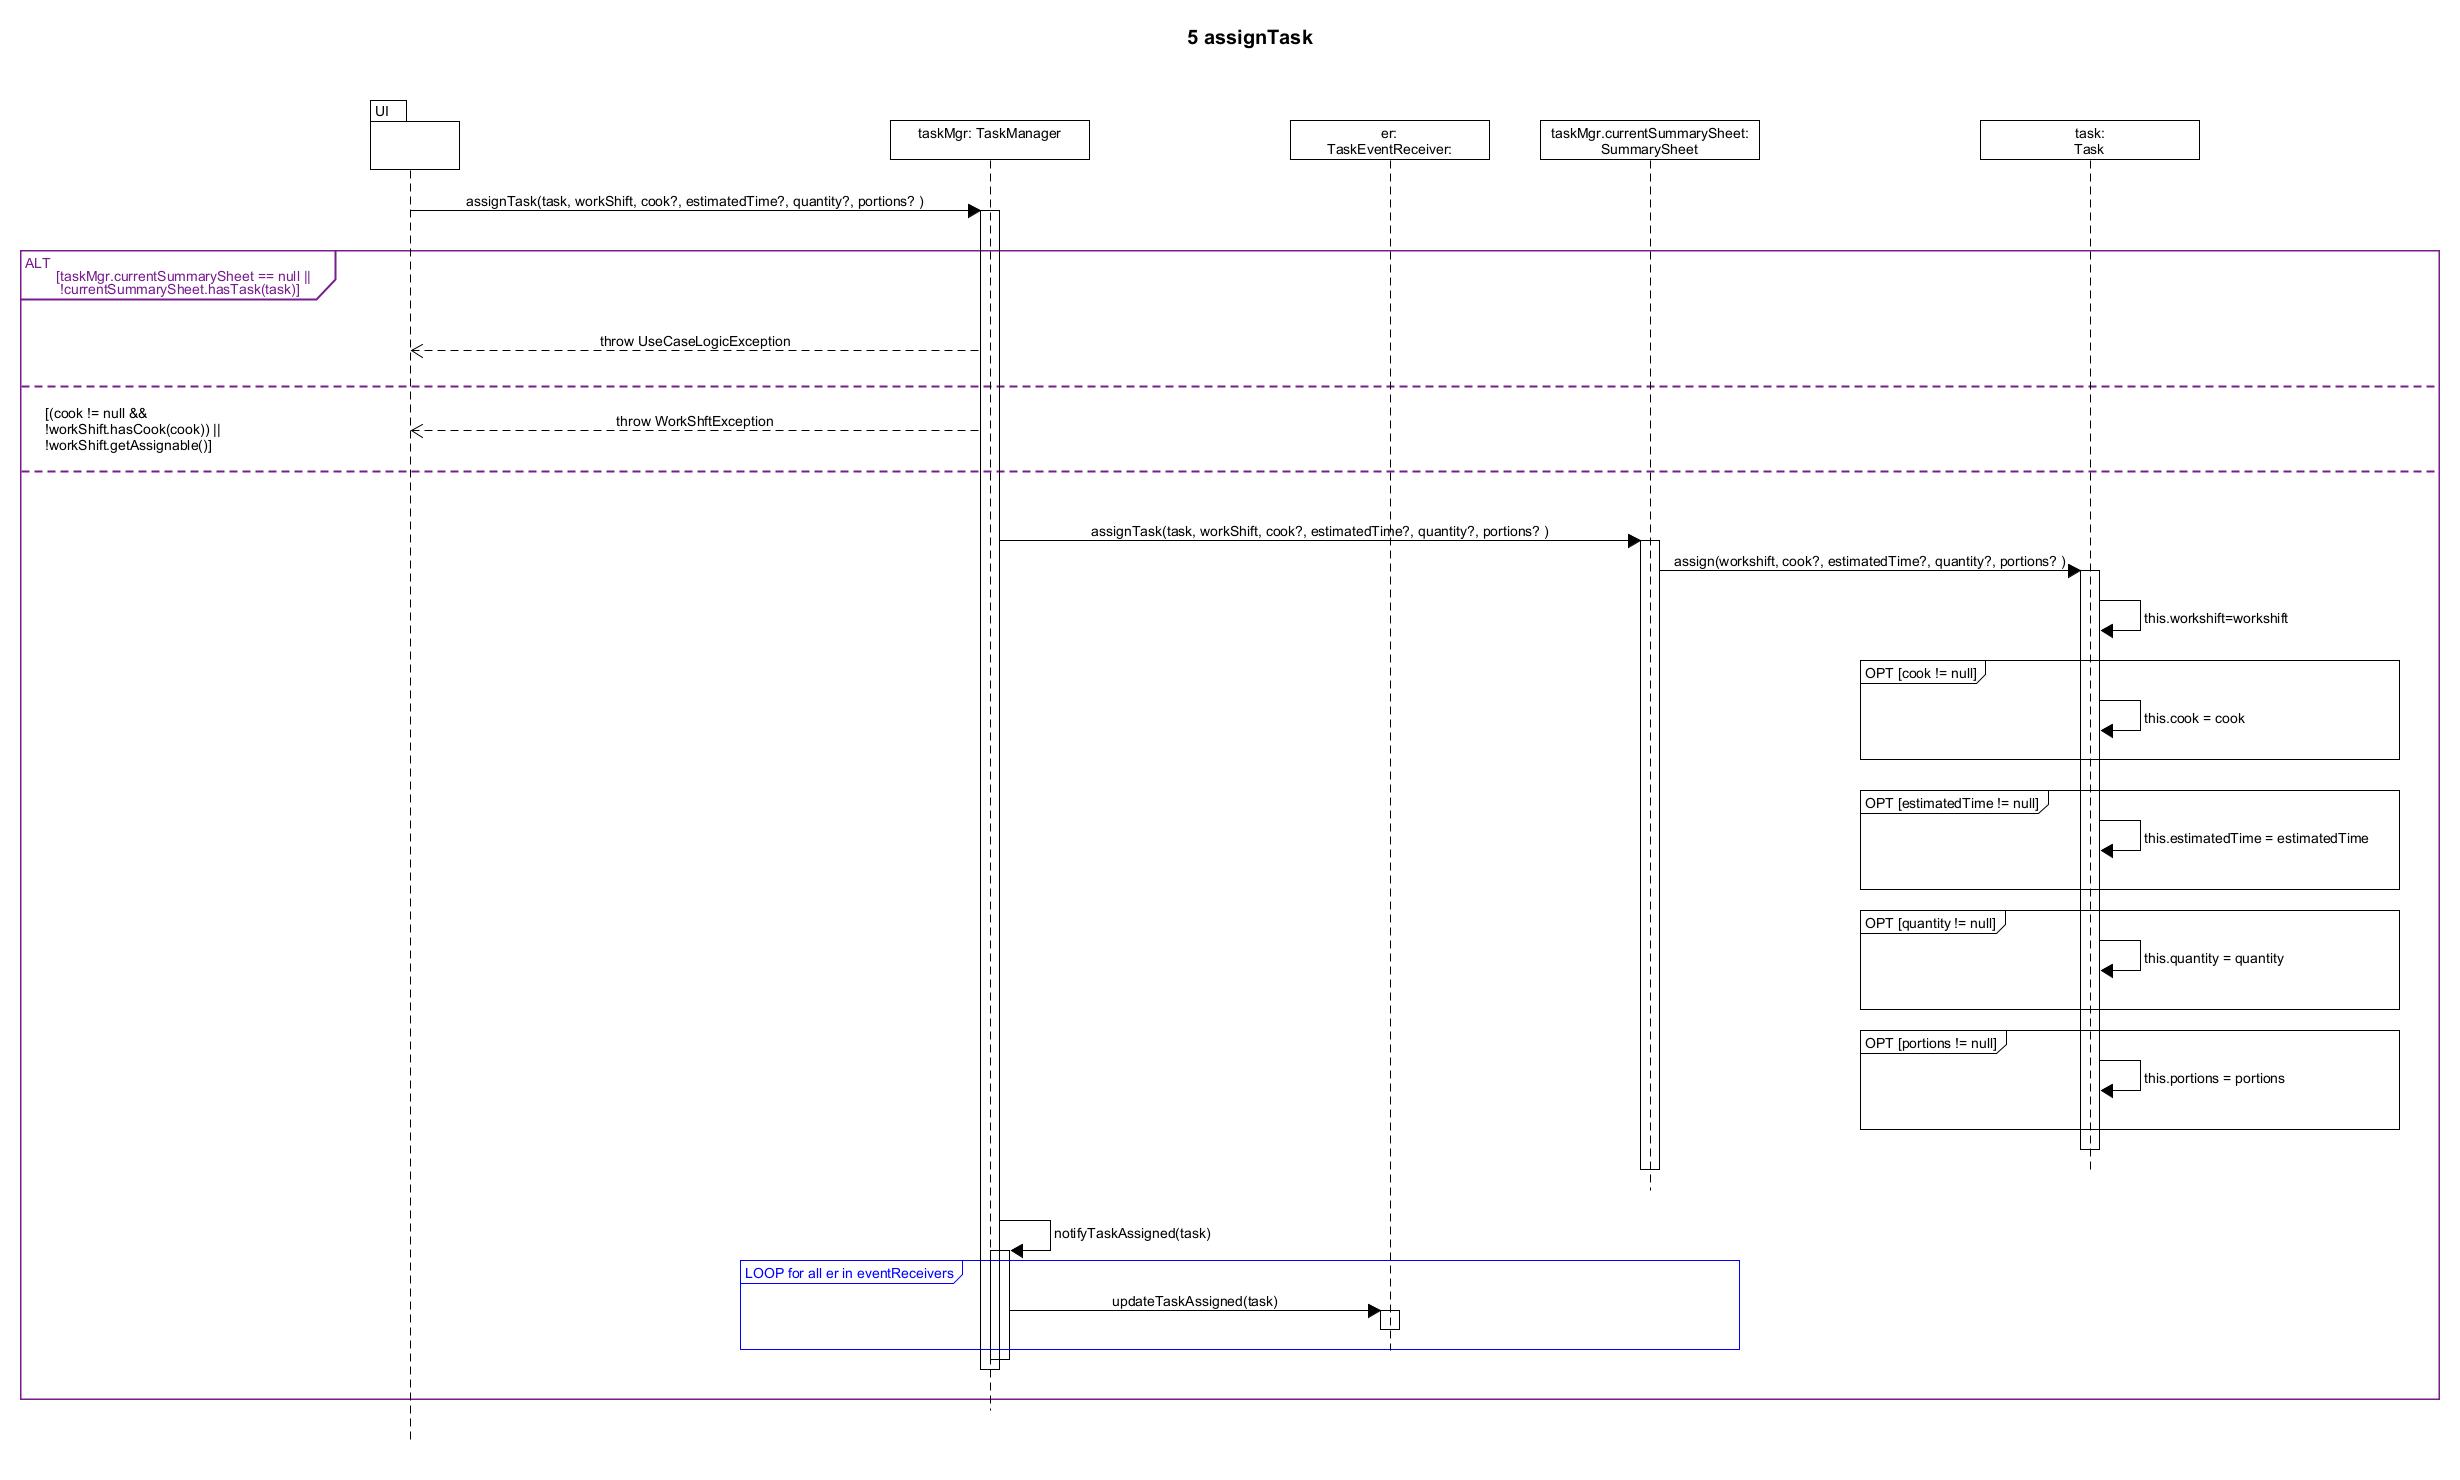 5 assignTask
UI
taskMgr: TaskManager
er:
TaskEventReceiver:
taskMgr.currentSummarySheet:
SummarySheet
task:
Task
assignTask(task, workShift, cook?, estimatedTime?, quantity?, portions? )
ALT
[taskMgr.currentSummarySheet == null ||
!currentSummarySheet.hasTask(task)]
throw UseCaseLogicException
[(cook != null &&
!workShift.hasCook(cook)) ||
!workShift.getAssignable()]
throw WorkShftException
assignTask(task, workShift, cook?, estimatedTime?, quantity?, portions? )
assign(workshift, cook?, estimatedTime?, quantity?, portions? )
this.workshift=workshift
OPT [cook != null]
this.cook = cook
OPT [estimatedTime != null]
this.estimatedTime = estimatedTime
OPT [quantity != null]
this.quantity = quantity
OPT [portions != null]
this.portions = portions
notifyTaskAssigned(task)
LOOP for all er in eventReceivers
updateTaskAssigned(task)